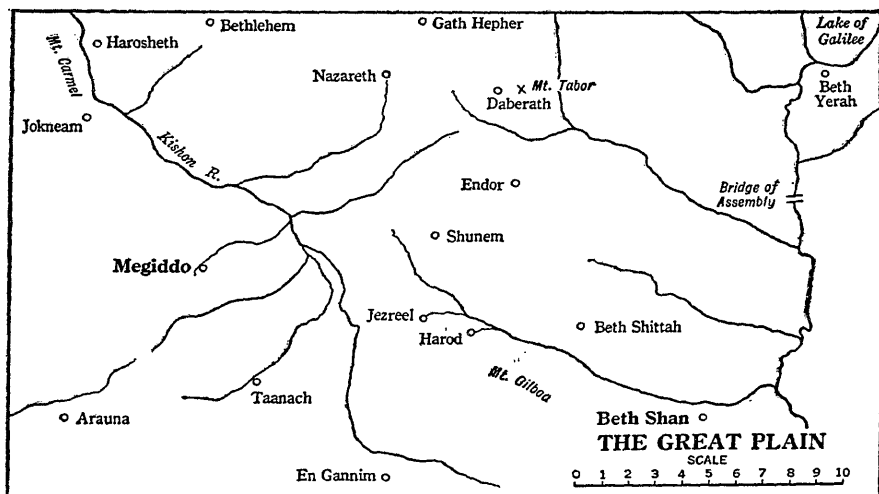 Mt. Carmel
Harosheth
Bethlehem
Gath Hepher
Lake of
Galilee
Nazareth
Mt. Tabor
Daberath
Beth
Yerah
Jokneam
Kishon R.
Endor
Bridge of
Assembly
Shunem
Megiddo
Jezreel
Harod
Beth Shittah
Mt. Gilboa
Taanach
Arauna
Beth Shan
THE GREAT PLAIN
SCALE
0 1 2 3 4 5 6 7 8 9 10
En Gannim